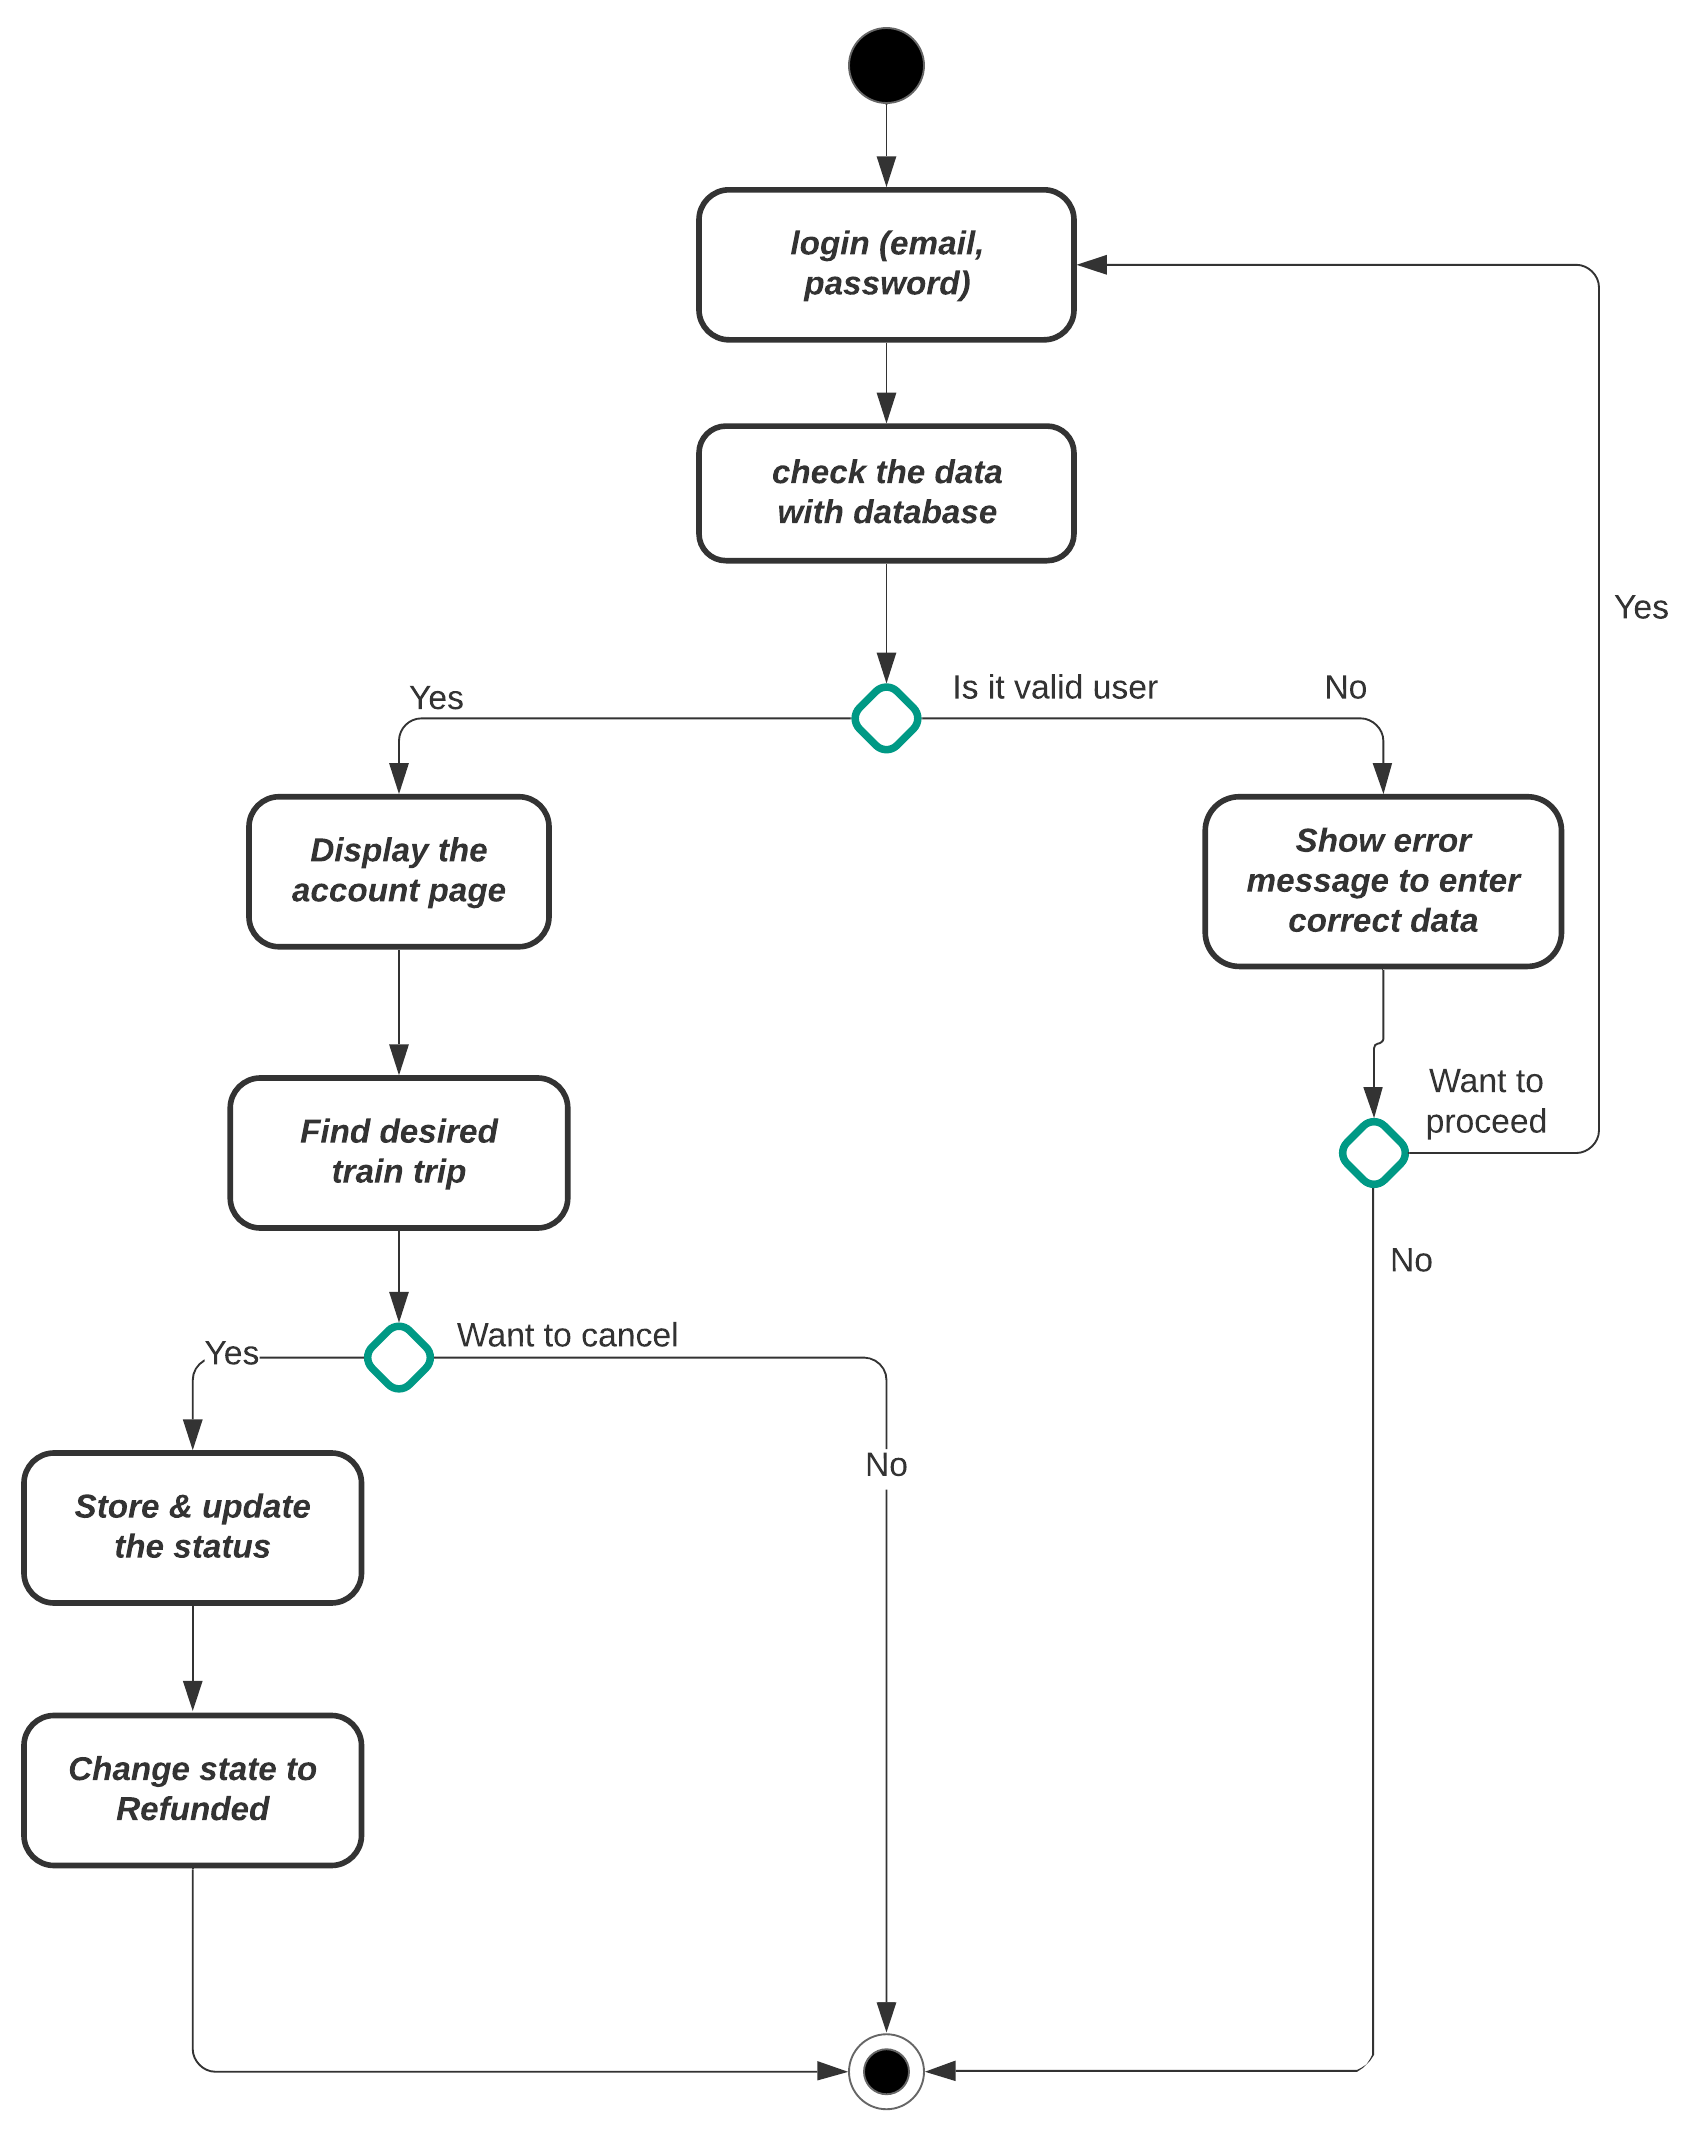 login (email,
password)
check the data
with database
Yes
Is it valid user
No
Yes
Display the
account page
Show error
message to enter
correct data
Find desired
train trip
Want to
proceed
No
Want to cancel
Yes
No
Store & update
the status
Change state to
Refunded